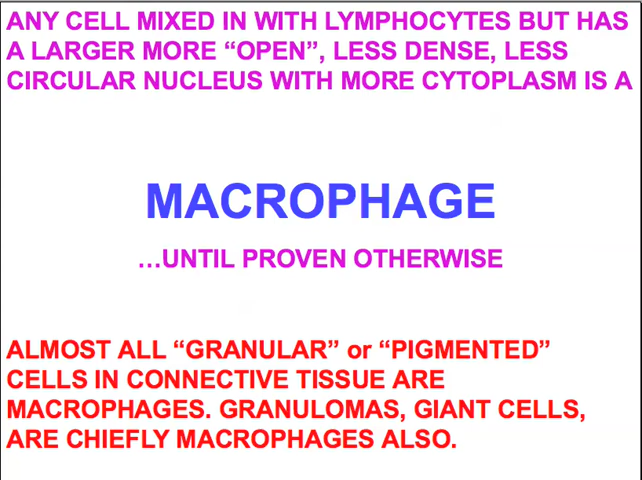 ANY CELL MIXED IN WITH LYMPHOCYTES BUT HAS
A LARGER MORE “OPEN”, LESS DENSE, LESS
CIRCULAR NUCLEUS WITH MORE CYTOPLASM IS A
MACROPHAGE
…UNTIL PROVEN OTHERWISE
ALMOST ALL “GRANULAR” or “PIGMENTED”
CELLS IN CONNECTIVE TISSUE ARE
MACROPHAGES. GRANULOMAS, GIANT CELLS,
ARE CHIEFLY MACROPHAGES ALSO.